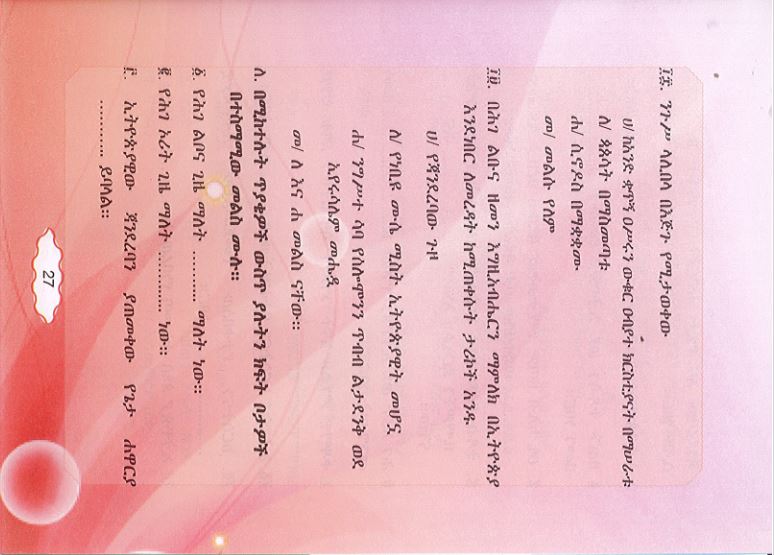 ፲፰. ንጉሥ ላሊበላ በእጅጉ የሚታወቀው
ሀ/ ከአንድ ቋጥኝ ዐሥሩን ውቁር ዐብያተ ክርስቲያናት በማሠራቱ
ለ/ ጳጳሳት በማስመጣቱ
ሐ/ ሲኖዶስ በማቋቋሙ
መ/ መልሱ የለም
፲፱. በሕገ ልቡና ዘመን እግዚአብሔርን ማምለክ በኢትዮጵያ
እንደነበር ለመረዳት ከሚጠቀሱት ታሪኮች አንዱ
ሀ/ የጃንደረባው ጉዞ
ለ/ የነቢዩ ሙሴ ሚስት ኢትዮጵያዊት መሆኗ
ሐ/ ንግሥተ ሳባ የሰሎሞንን ጥብብ ልታደንቅ ወደ
ኢየሩሳሌም መሔዷ
መ/ ለ እና ሐ መልስ ናቸው።
ለ. በሚከተሉት ጥያቄዎች ውስጥ ያሉትን ክፍት ቦታዎች
በተስማሚው መልስ ሙሉ።
፩. የሕገ ልቦና ጊዜ ማለት .......... ማለት ነው።
፪. የሕገ ኦሪት ጊዜ ማለት ............ ነው።
፫. ኢትዮጵያዊው ጃንደረባን ያጠመቀው የጌታ ሐዋርያ
........... ይባላል።
27